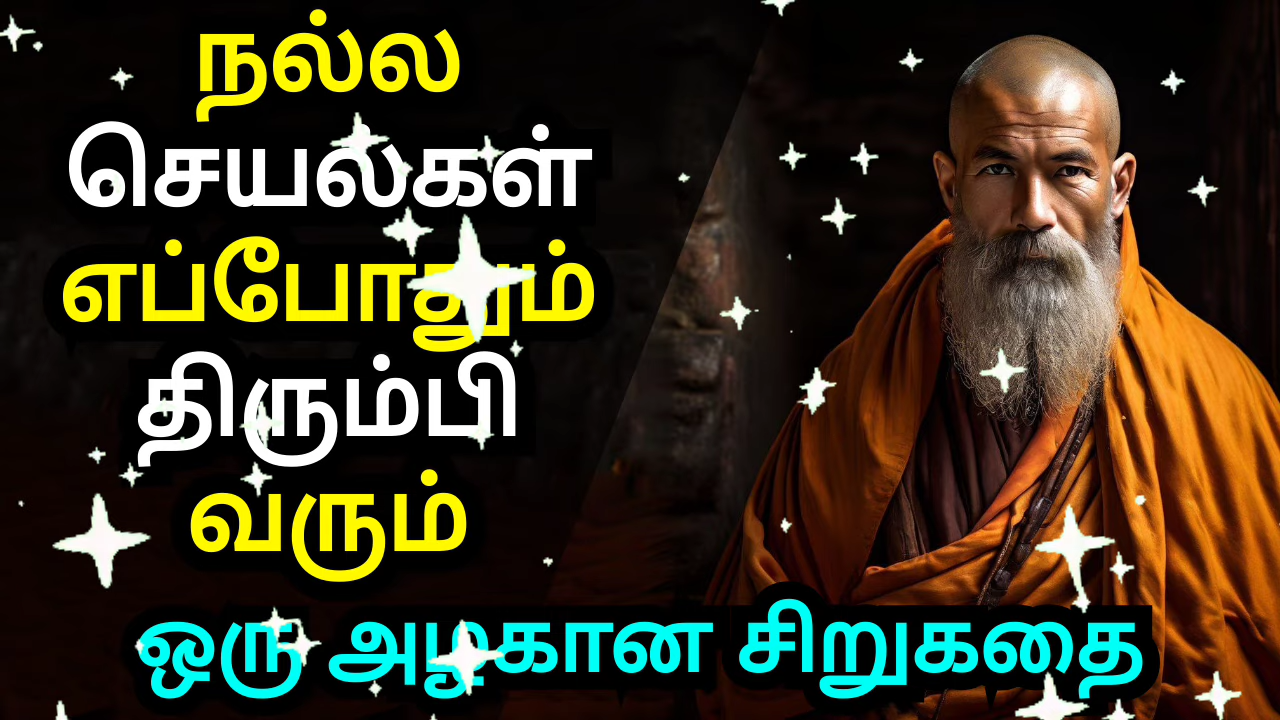 நல்ல
செயல்கள்
எப்போதும்
திரும்பி
வரும்
ஒரு அழகான சிறுகதை